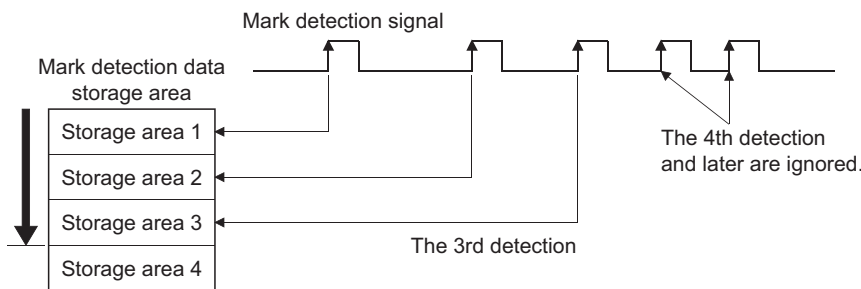 Mark detection signal
Mark detection data
storage area
Storage area 1
Storage area 2
Storage area 3
Storage area 4
The 4th detection
and later are ignored.
The 3rd detection